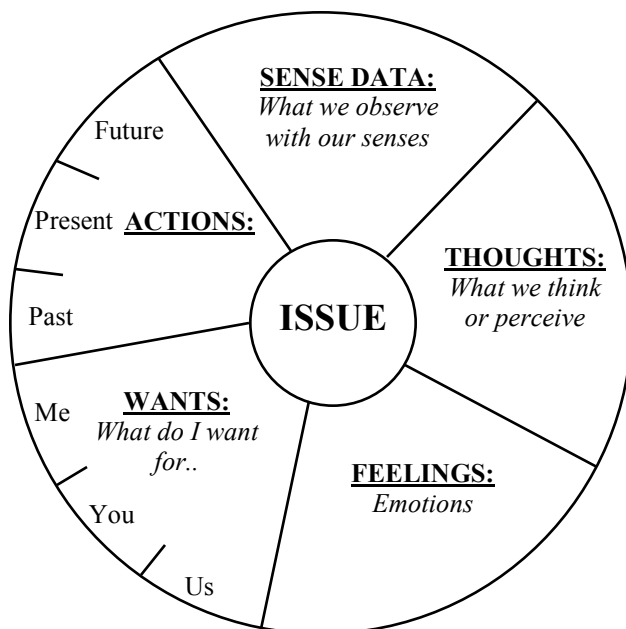 SENSE DATA:
What we observe
with our senses
Future
Present
Past
ACTIONS:
ISSUE
THOUGHTS:
What we think
or perceive
Me
You
Us
WANTS:
What do I want
for..
FEELINGS:
Emotions